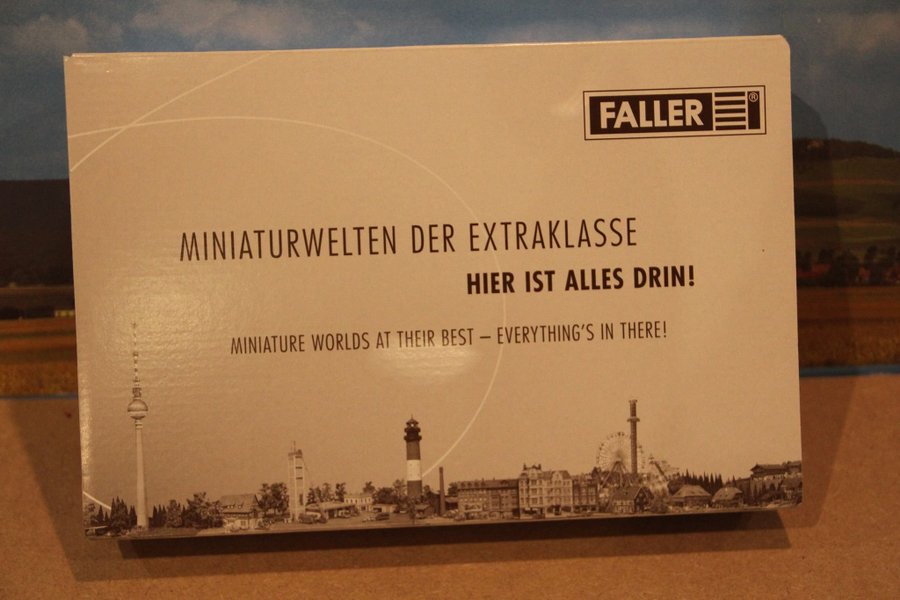 FALLER ®
MINIATURWELTEN DER EXTRAKLASSE
HIER IST ALLES DRIN!
MINIATURE WORLDS AT THEIR BEST – EVERYTHING'S IN THERE!